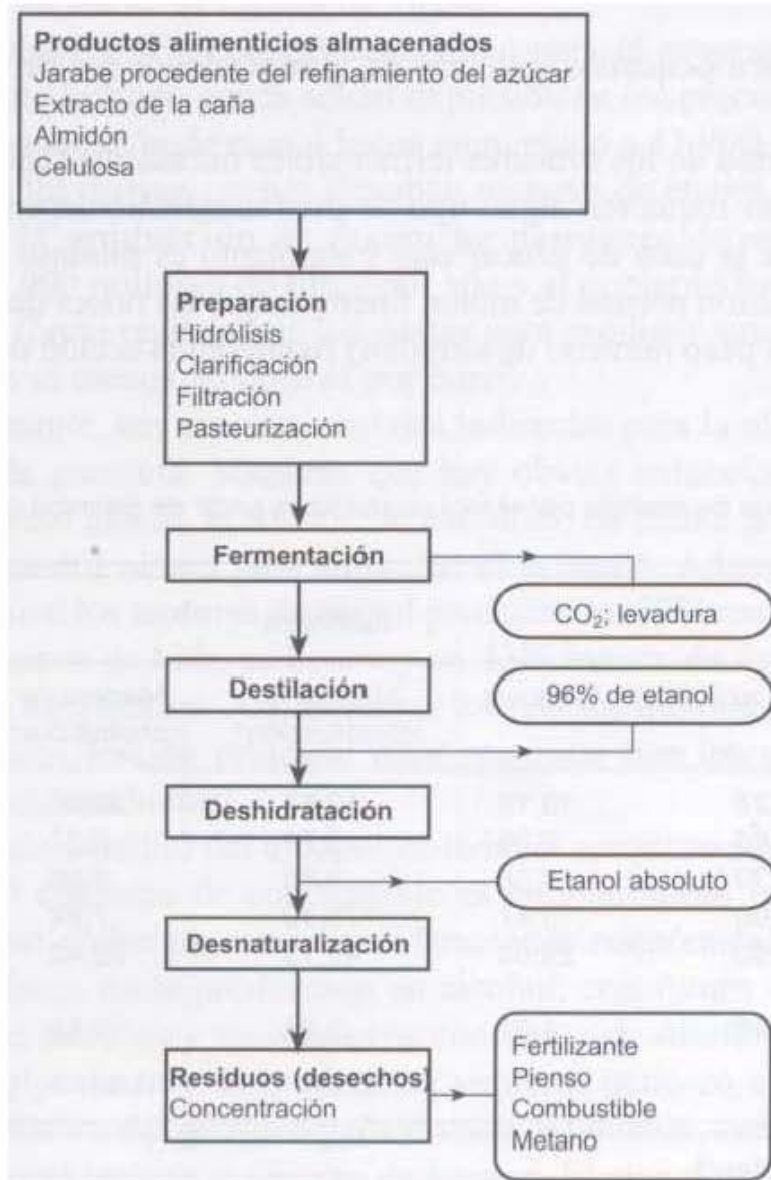 Productos alimenticios almacenados
Jarabe procedente del refinamiento del azúcar
Extracto de la caña
Almidón
Celulosa
Preparación
Hidrólisis
Clarificación
Filtración
Pasteurización
Fermentación
CO₂; levadura
Destilación
96% de etanol
Deshidratación
Etanol absoluto
Desnaturalización
Residuos (desechos)
Concentración
Fertilizante
Pienso
Combustible
Metano